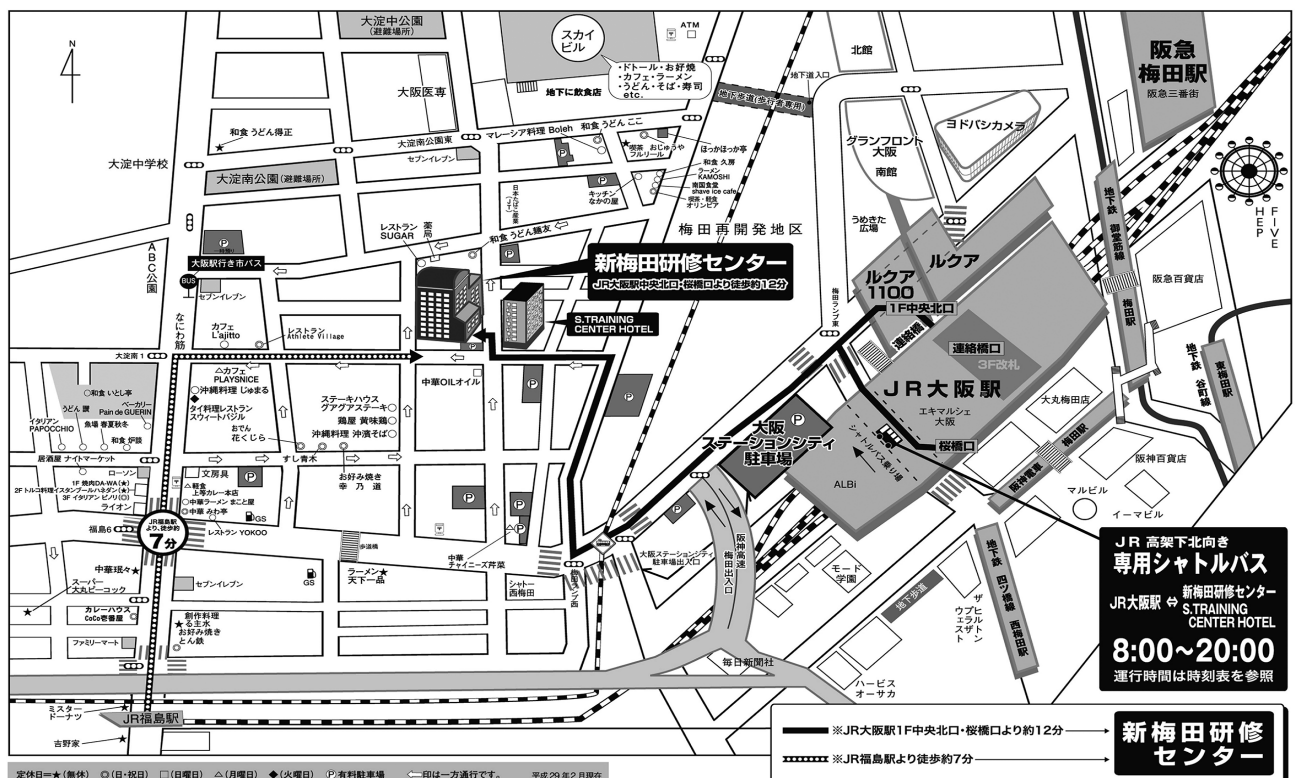 N
大淀中公園
(避難場所)
スカイ
ビル
ATM
・ドトール・お好焼
・カフェ・ラーメン
・うどん・そば・寿司
etc.
地下に飲食店
大阪医専
和食 うどん得正
大淀南公園東
マレーシア料理 Boleh
和食 うどん ここ
喫茶 おじゅうや
フルリール
ほっかほっか亭
和食 久房
ラーメン
KAMOSHI
南国食堂
shave ice cafe
喫茶・軽食
オリンピア
キッチン
なかの屋
大淀中学校
セブンイレブン
大淀南公園(避難場所)
日本たばこ産業
レストラン
SUGAR
薬局
和食 うどん麺友
ABC公園
大阪駅行き市バス
BUS
セブンイレブン
なにわ筋
カフェ
L'ajitto
レストラン
Athlete Village
新梅田研修センター
JR大阪駅中央北口・桜橋口より徒歩約12分
S.TRAINING
CENTER HOTEL
梅田再開発地区
地下歩道(歩行者専用)
地下道入口
北館
グランフロント
大阪
南館
ヨドバシカメラ
うめきた
広場
阪急
梅田駅
阪急三番街
HEP
FIVE
地下鉄 御堂筋線 梅田駅
阪急百貨店
地下鉄 谷町線 東梅田駅
ルクア
ルクア
1100
1F中央北口
連絡橋
連絡橋口
3F改札
JR大阪駅
エキマルシェ
大阪
桜橋口
梅田ランプ東
大阪
ステーションシティ
駐車場
シャトルバス乗り場
ALBi
大丸梅田店
阪神電車 梅田駅
阪神百貨店
マルビル
イーマビル
大淀南1
和食 いとし亭
うどん 讃
ベーカリー
Pain de GUERIN
イタリアン
PAPOCCHIO
魚場 春夏秋冬
和食 炉談
居酒屋 ナイトマーケット
カフェ
PLAYSNICE
沖縄料理 じゅまる
タイ料理レストラン
スウィートバジル
おでん
花くじら
すし青木
ステーキハウス
グアグアステーキ
鶏屋 黄味鶏
沖縄料理 沖濱そば
中華OILオイル
お好み焼き
幸乃道
ローソン
1F 焼肉DA-WA(★)
2F トルコ料理イスタンブールハネダン(★)
3F イタリアン ピノリ(○)
ライオン
文房具
軽食
上等カレー本店
中華ラーメン まこと屋
中華 みわ亭
レストラン YOKOO
GS
福島6
JR福島駅
より、徒歩約
7分
歩道橋
中華
チャイニーズ芹菜
シャトー
西梅田
梅田ランプ西
大阪ステーションシティ
駐車場出入口
阪神高速
梅田出入口
モード
学園
地下歩道
ザ ヒルトン
プラザ
ウエスト
地下鉄 四ツ橋線 西梅田駅
中華珉々
スーパー
大丸ピーコック
セブンイレブン
GS
ラーメン
天下一品
カレーハウス
CoCo壱番屋
創作料理
る主水
お好み焼き
とん鉄
ファミリーマート
ミスター
ドーナツ
JR福島駅
吉野家
毎日新聞社
ハービス
オーサカ
JR 高架下北向き
専用シャトルバス
JR大阪駅 ⇔ 新梅田研修センター
S.TRAINING
CENTER HOTEL
8:00~20:00
運行時間は時刻表を参照
※JR大阪駅1F中央北口・桜橋口より約12分
※JR福島駅より徒歩約7分
新梅田研修
センター
定休日=★(無休) ◎(日・祝日) □(日曜日) △(月曜日) ◆(火曜日) Ⓟ有料駐車場 ⇦印は一方通行です。 平成29年2月現在